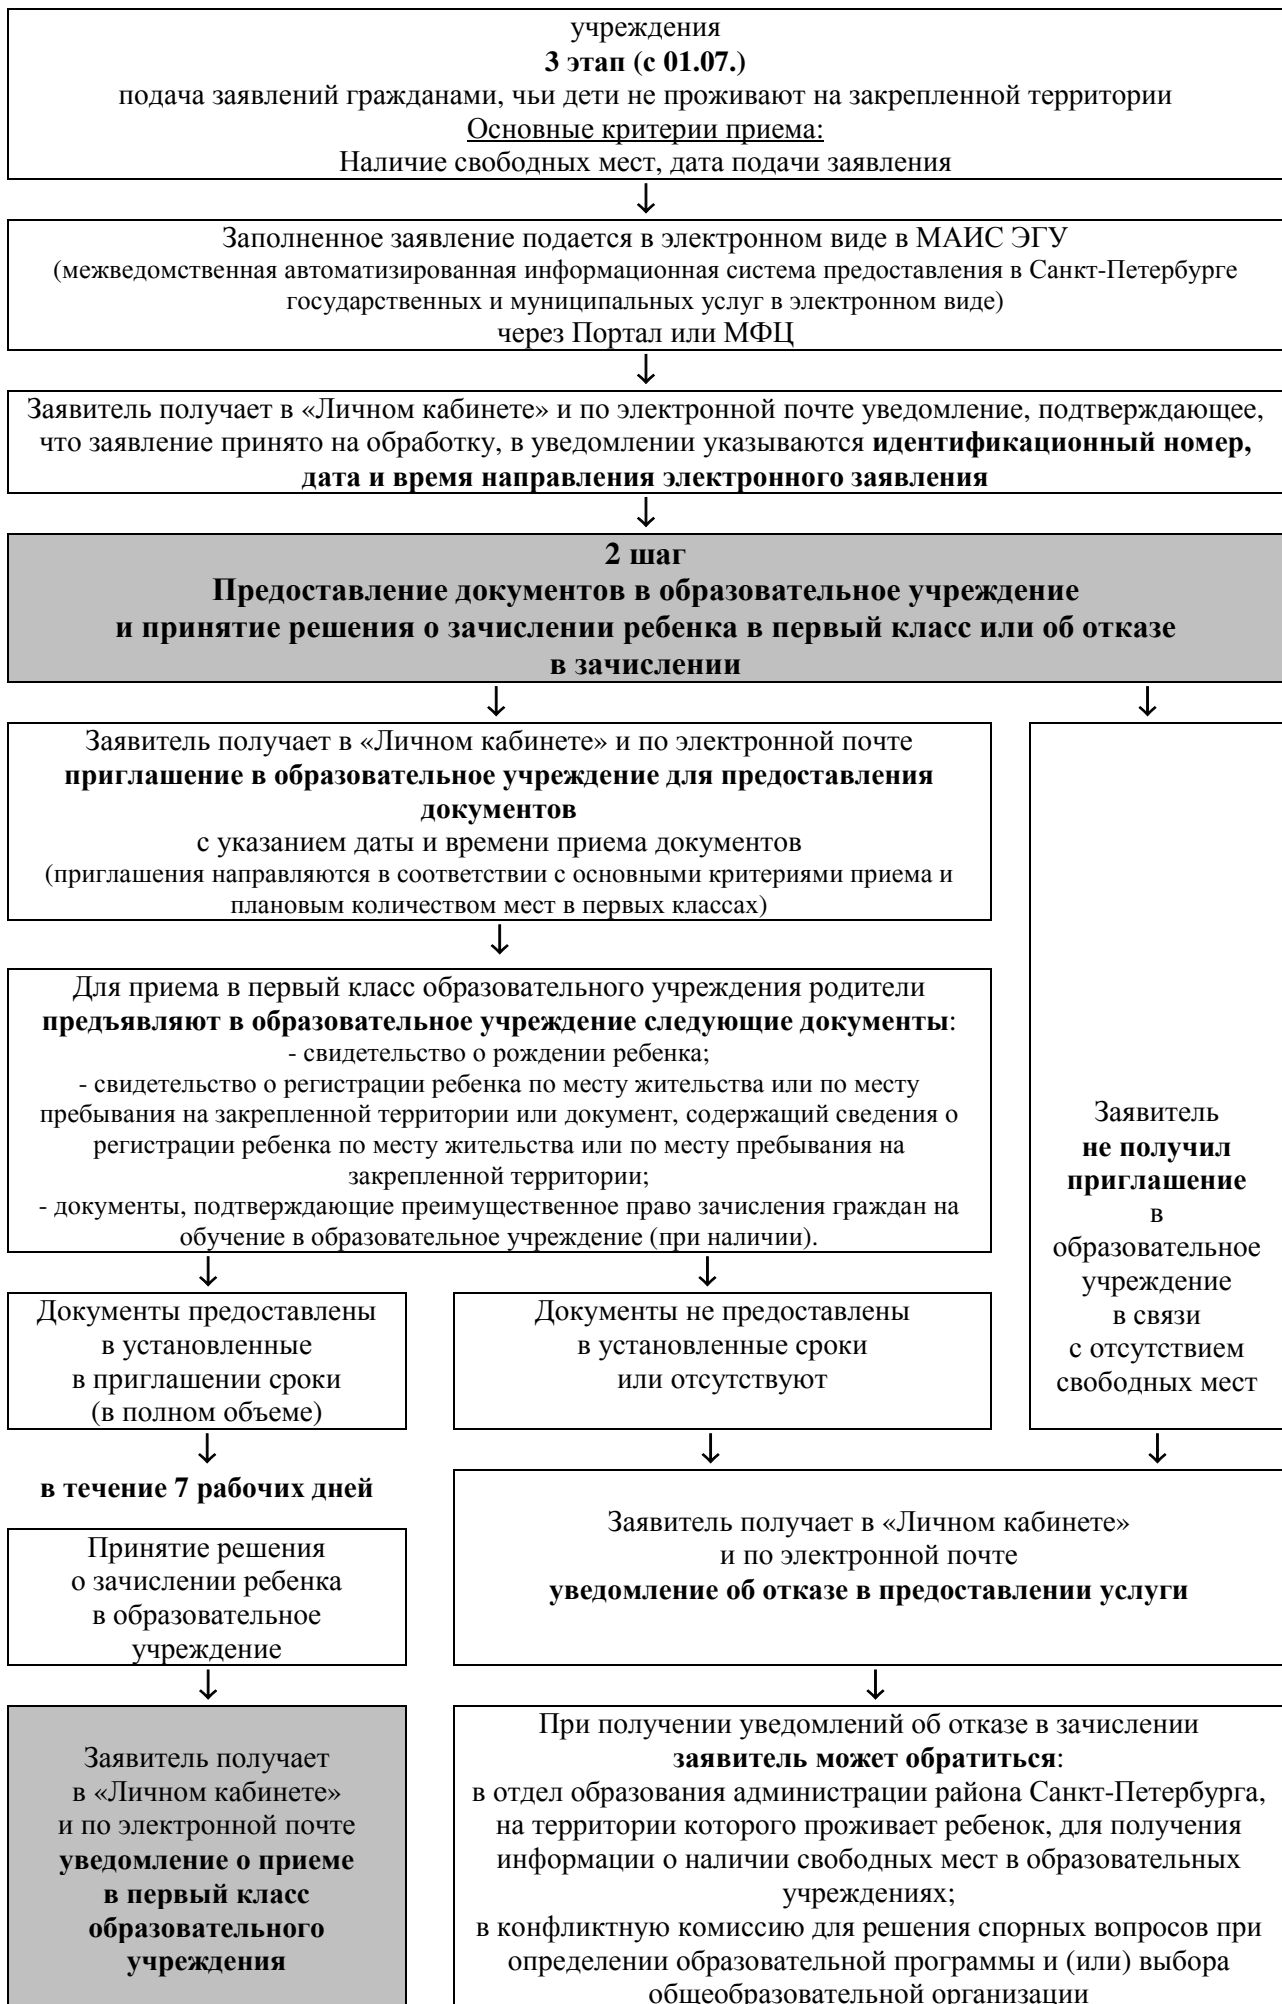 учреждения
3 этап (с 01.07.)
подача заявлений гражданами, чьи дети не проживают на закрепленной территории
Основные критерии приема:
Наличие свободных мест, дата подачи заявления
↓
Заполненное заявление подается в электронном виде в МАИС ЭГУ
(межведомственная автоматизированная информационная система предоставления в Санкт-Петербурге
государственных и муниципальных услуг в электронном виде)
через Портал или МФЦ
↓
Заявитель получает в «Личном кабинете» и по электронной почте уведомление, подтверждающее,
что заявление принято на обработку, в уведомлении указываются идентификационный номер,
дата и время направления электронного заявления
↓
2 шаг
Предоставление документов в образовательное учреждение
и принятие решения о зачислении ребенка в первый класс или об отказе
в зачислении
↓
↓
Заявитель получает в «Личном кабинете» и по электронной почте
приглашение в образовательное учреждение для предоставления
документов
с указанием даты и времени приема документов
(приглашения направляются в соответствии с основными критериями приема и
плановым количеством мест в первых классах)
↓
Для приема в первый класс образовательного учреждения родители
предъявляют в образовательное учреждение следующие документы:
- свидетельство о рождении ребенка;
- свидетельство о регистрации ребенка по месту жительства или по месту
пребывания на закрепленной территории или документ, содержащий сведения о
регистрации ребенка по месту жительства или по месту пребывания на
закрепленной территории;
- документы, подтверждающие преимущественное право зачисления граждан на
обучение в образовательное учреждение (при наличии).
Заявитель
не получил
приглашение
в
образовательное
учреждение
в связи
с отсутствием
свободных мест
↓
↓
Документы предоставлены
в установленные
в приглашении сроки
(в полном объеме)
Документы не предоставлены
в установленные сроки
или отсутствуют
↓
↓
↓
в течение 7 рабочих дней
Принятие решения
о зачислении ребенка
в образовательное
учреждение
Заявитель получает в «Личном кабинете»
и по электронной почте
уведомление об отказе в предоставлении услуги
↓
↓
Заявитель получает
в «Личном кабинете»
и по электронной почте
уведомление о приеме
в первый класс
образовательного
учреждения
При получении уведомлений об отказе в зачислении
заявитель может обратиться:
в отдел образования администрации района Санкт-Петербурга,
на территории которого проживает ребенок, для получения
информации о наличии свободных мест в образовательных
учреждениях;
в конфликтную комиссию для решения спорных вопросов при
определении образовательной программы и (или) выбора
общеобразовательной организации